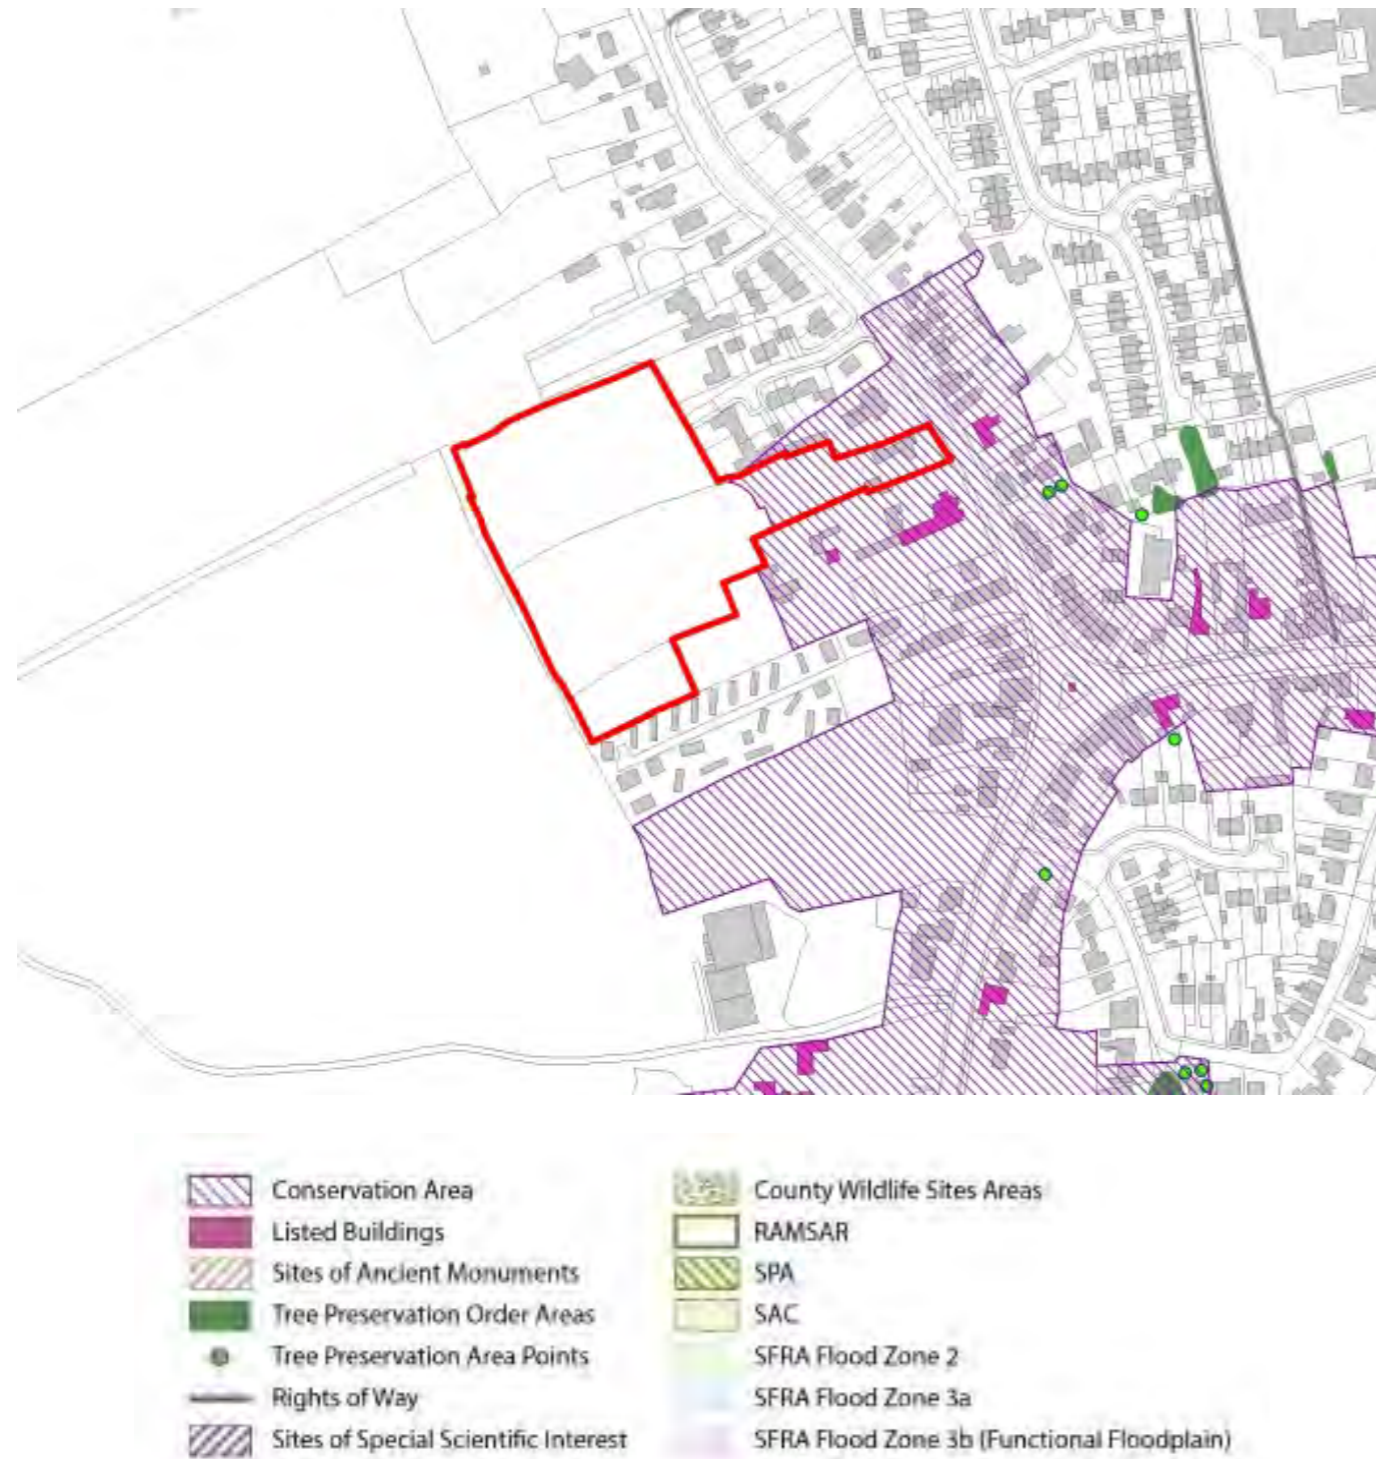 Conservation Area
Listed Buildings
Sites of Ancient Monuments
Tree Preservation Order Areas
Tree Preservation Area Points
Rights of Way
Sites of Special Scientific Interest
County Wildlife Sites Areas
RAMSAR
SPA
SAC
SFRA Flood Zone 2
SFRA Flood Zone 3a
SFRA Flood Zone 3b (Functional Floodplain)